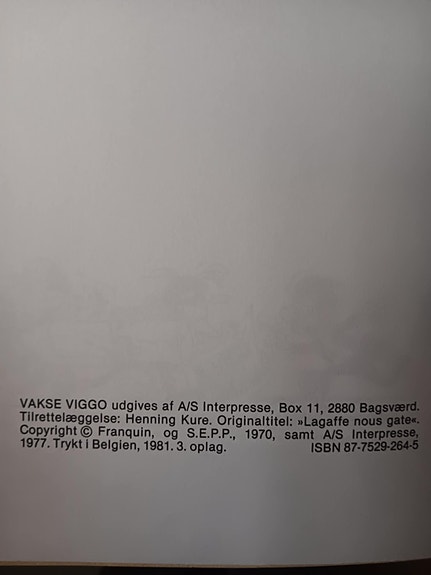 VAKSE VIGGO udgives af A/S Interpresse, Box 11, 2880 Bagsværd.
Tilrettelæggelse: Henning Kure. Originaltitel: »Lagaffe nous gate«.
Copyright © Franquin, og S.E.P.P., 1970, samt A/S Interpresse,
1977. Trykt i Belgien, 1981. 3. oplag. ISBN 87-7529-264-5